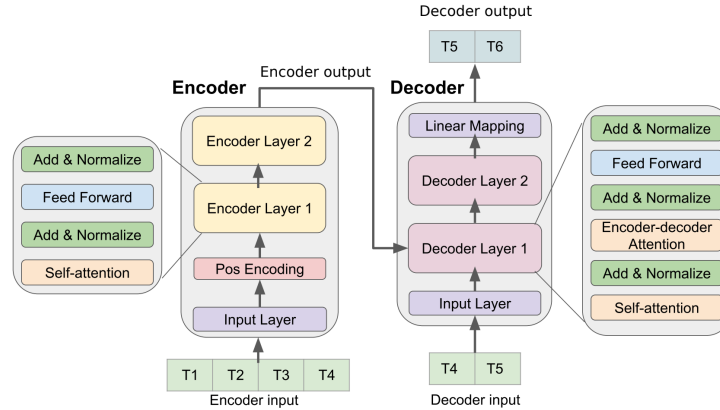 Decoder output
T5 T6
Encoder output
Encoder
Decoder
Encoder Layer 2
Encoder Layer 1
Pos Encoding
Input Layer
T1 T2 T3 T4
Encoder input
Add & Normalize
Feed Forward
Add & Normalize
Self-attention
Linear Mapping
Decoder Layer 2
Decoder Layer 1
Input Layer
T4 T5
Decoder input
Add & Normalize
Feed Forward
Add & Normalize
Encoder-decoder
Attention
Add & Normalize
Self-attention